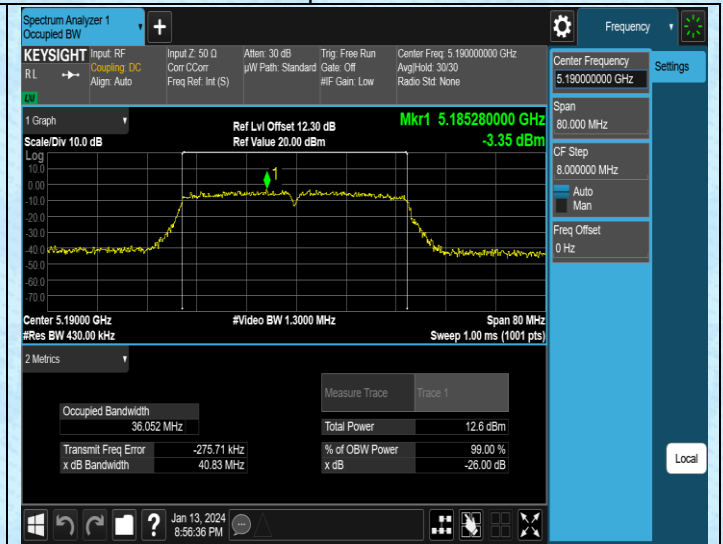 Spectrum Analyzer 1
Occupied BW
Frequency
KEYSIGHT
RL
LNI
Input: RF
Coupling: DC
Align: Auto
Input Z: 50 Ω
Corr CCorr
Freq Ref: Int (S)
Atten: 30 dB
µW Path: Standard
Trig: Free Run
Gate: Off
#IF Gain: Low
Center Freq: 5.190000000 GHz
Avg|Hold: 30/30
Radio Std: None
Center Frequency
5.190000000 GHz
Settings
Span
80.000 MHz
CF Step
8.000000 MHz
Auto
Man
Freq Offset
0 Hz
1 Graph
Scale/Div 10.0 dB
Ref Lvl Offset 12.30 dB
Ref Value 20.00 dBm
Mkr1 5.185280000 GHz
-3.35 dBm
Log
10.0
0.00
-10.0
-20.0
-30.0
-40.0
-50.0
-60.0
-70.0
1
Center 5.19000 GHz
#Res BW 430.00 kHz
#Video BW 1.3000 MHz
Span 80 MHz
Sweep 1.00 ms (1001 pts)
2 Metrics
Measure Trace Trace 1
Occupied Bandwidth
36.052 MHz
Total Power 12.6 dBm
Transmit Freq Error -275.71 kHz
% of OBW Power 99.00 %
x dB Bandwidth 40.83 MHz
x dB -26.00 dB
Local
?
Jan 13, 2024
8:56:36 PM